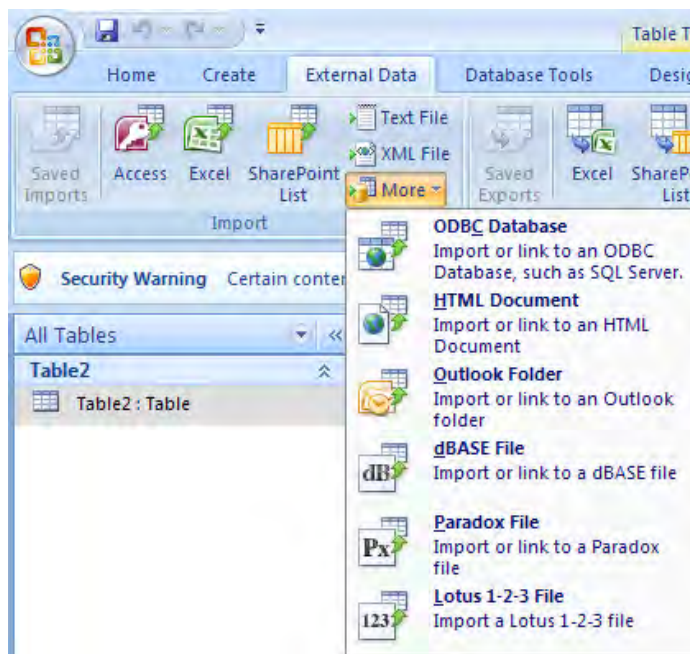 Table T
Home Create External Data Database Tools Desig
Text File
XML File
Saved Imports
Access
Excel
SharePoint List
More
Saved Exports
Excel
ShareP
List
Import
ODBC Database
Import or link to an ODBC
Database, such as SQL Server.
HTML Document
Import or link to an HTML
Document
Outlook Folder
Import or link to an Outlook
folder
dBASE File
Import or link to a dBASE file
dB
Paradox File
Import or link to a Paradox
file
Px
Lotus 1-2-3 File
Import a Lotus 1-2-3 file
123
Security Warning Certain conten
All Tables
Table2
Table2 : Table